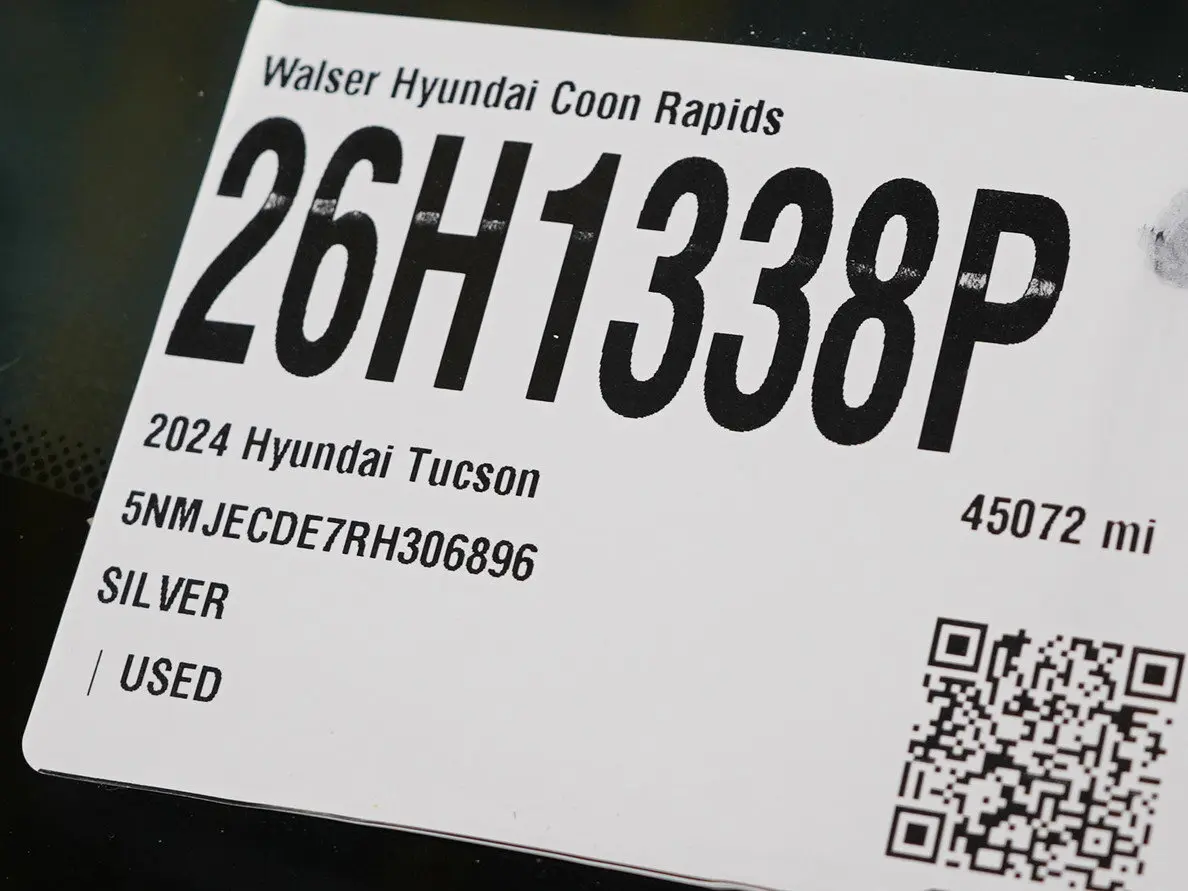 Walser Hyundai Coon Rapids
26H1338P
2024 Hyundai Tucson
5NMJECDE7RH306896
45072 mi
SILVER
| USED